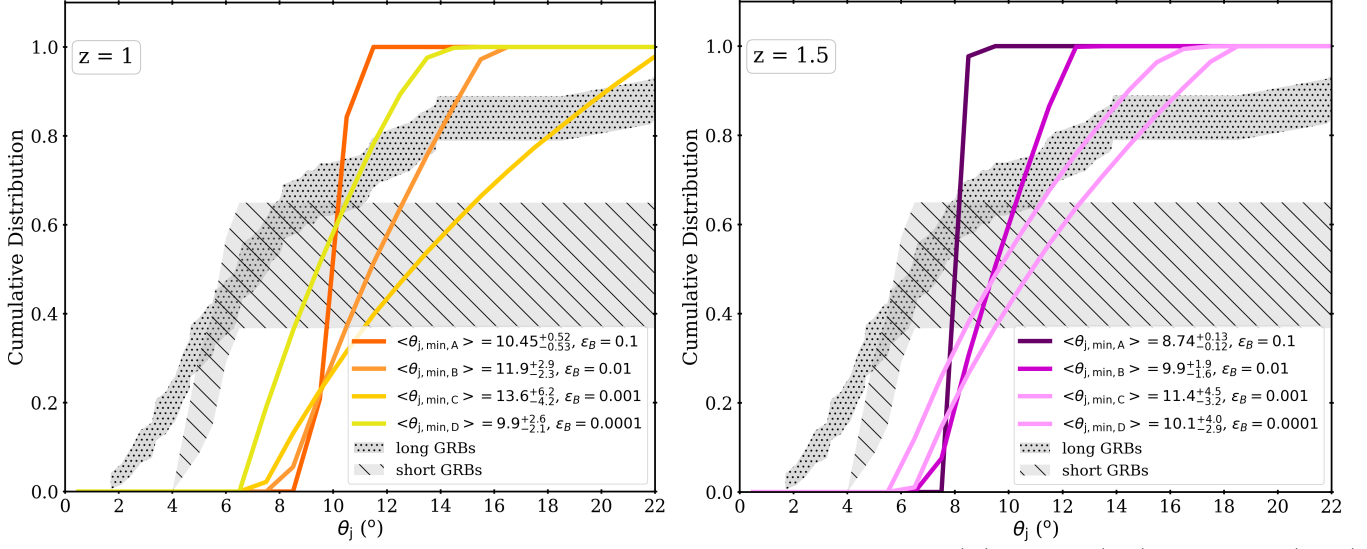 z = 1
1.0
0.8
0.6
0.4
0.2
0.0
Cumulative Distribution
<θj,min,A> = 10.45 +0.52 −0.53, εB = 0.1
<θj,min,B> = 11.9 +2.9 −2.3, εB = 0.01
<θj,min,C> = 13.6 +6.2 −4.2, εB = 0.001
<θj,min,D> = 9.9 +2.6 −2.1, εB = 0.0001
long GRBs
short GRBs
0 2 4 6 8 10 12 14 16 18 20 22
θj (°)
z = 1.5
1.0
0.8
0.6
0.4
0.2
0.0
Cumulative Distribution
<θj,min,A> = 8.74 +0.13 −0.12, εB = 0.1
<θj,min,B> = 9.9 +1.9 −1.6, εB = 0.01
<θj,min,C> = 11.4 +4.5 −3.2, εB = 0.001
<θj,min,D> = 10.1 +4.0 −2.9, εB = 0.0001
long GRBs
short GRBs
0 2 4 6 8 10 12 14 16 18 20 22
θj (°)